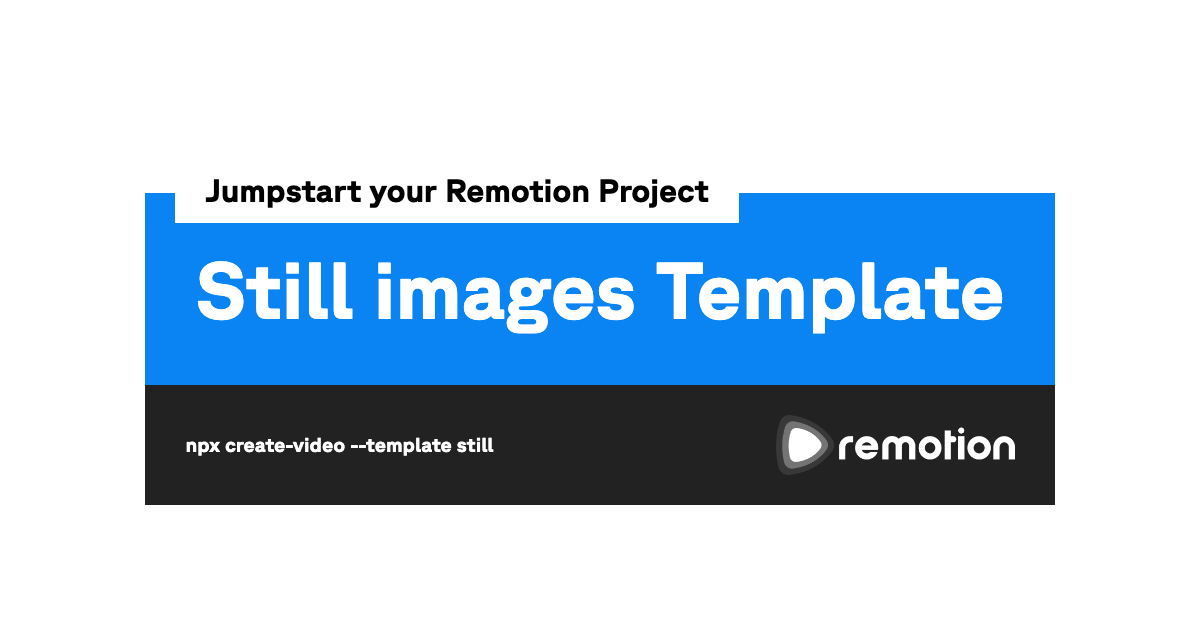 Jumpstart your Remotion Project
Still images Template
npx create-video --template still
remotion